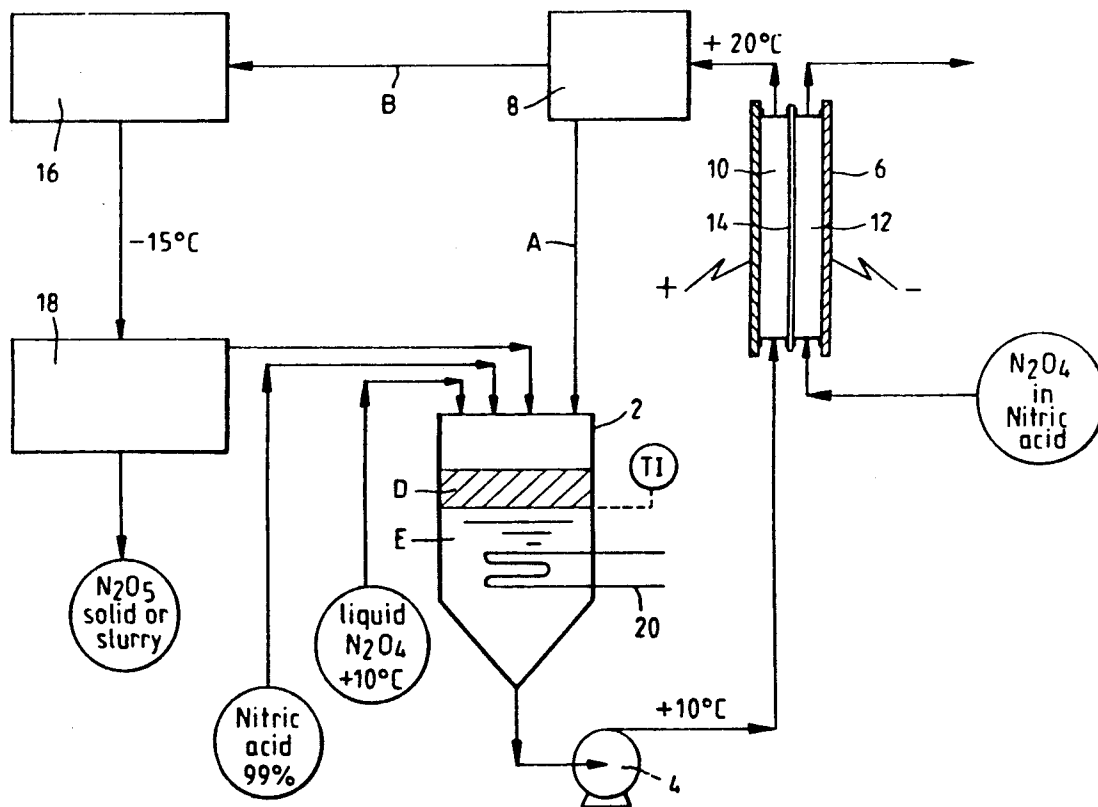 + 20°C
B
8
16
10
6
14
12
A
-15°C
+
-
18
N2O4
in
Nitric
acid
2
TI
D
E
20
N2O5
solid or
slurry
liquid
N2O4
+10°C
Nitric
acid
99%
+10°C
4